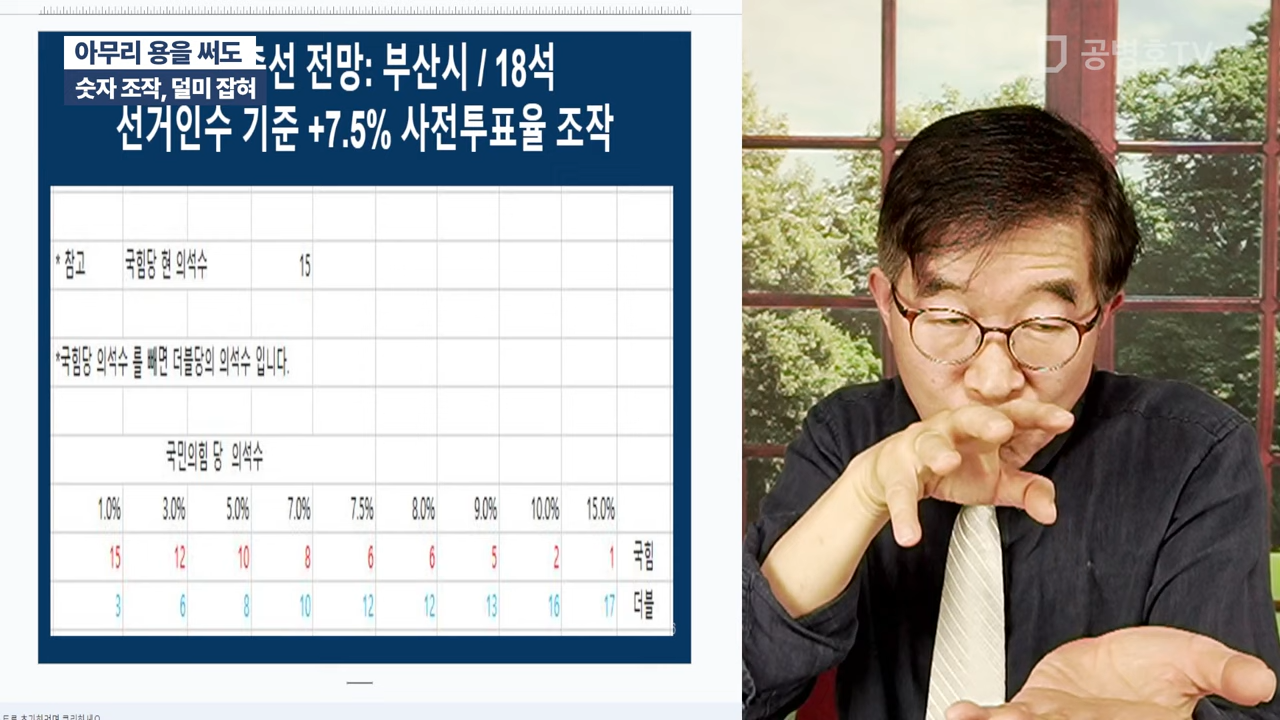 아무리 용을 써도
숫자 조작, 덜미 잡혀
공병호TV
초선 전망: 부산시 / 18석
선거인수 기준 +7.5% 사전투표율 조작
* 참고 국힘당 현 의석수 15
*국힘당 의석수 를 빼면 더블당의 의석수 입니다.
국민의힘 당 의석수
1.0% 3.0% 5.0% 7.0% 7.5% 8.0% 9.0% 10.0% 15.0%
15 12 10 8 6 6 5 2 1 국힘
3 6 8 10 12 12 13 16 17 더블